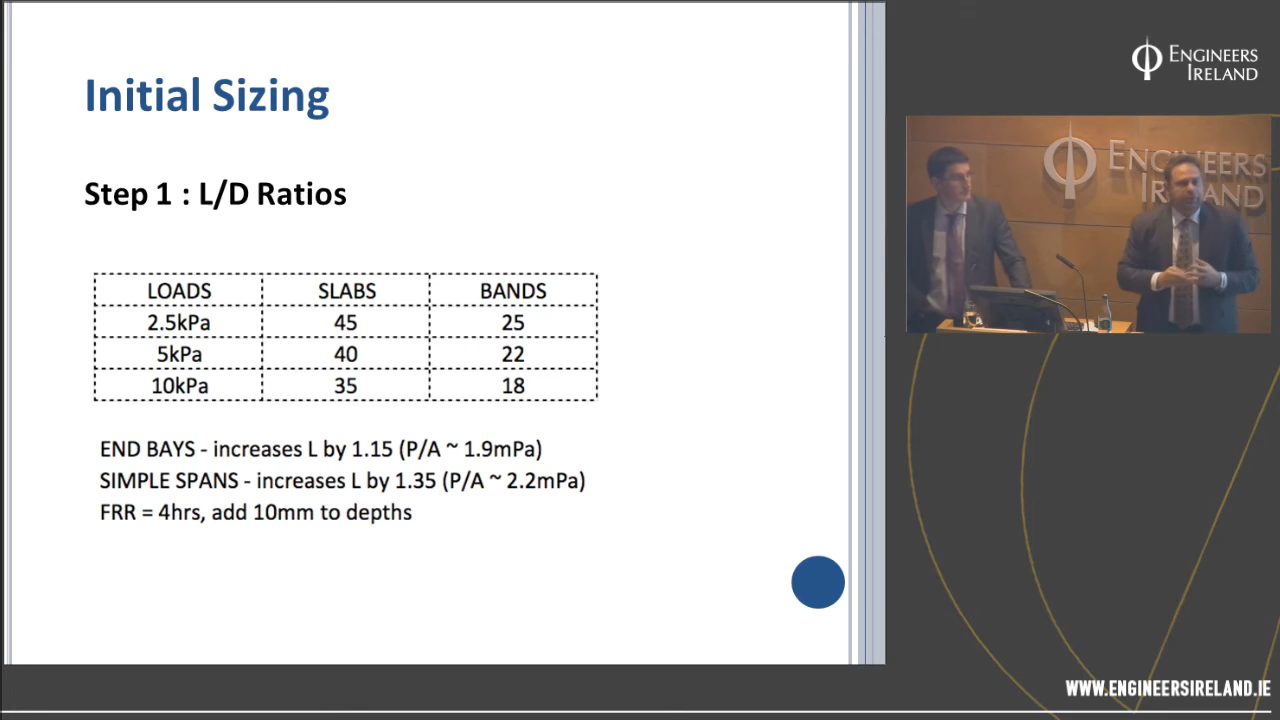 Initial Sizing
Step 1 : L/D Ratios
LOADS SLABS BANDS
2.5kPa 45 25
5kPa 40 22
10kPa 35 18
END BAYS - increases L by 1.15 (P/A ~ 1.9mPa)
SIMPLE SPANS - increases L by 1.35 (P/A ~ 2.2mPa)
FRR = 4hrs, add 10mm to depths
ENGINEERS
IRELAND
ENGINEERS
IRELAND
WWW.ENGINEERSIRELAND.IE